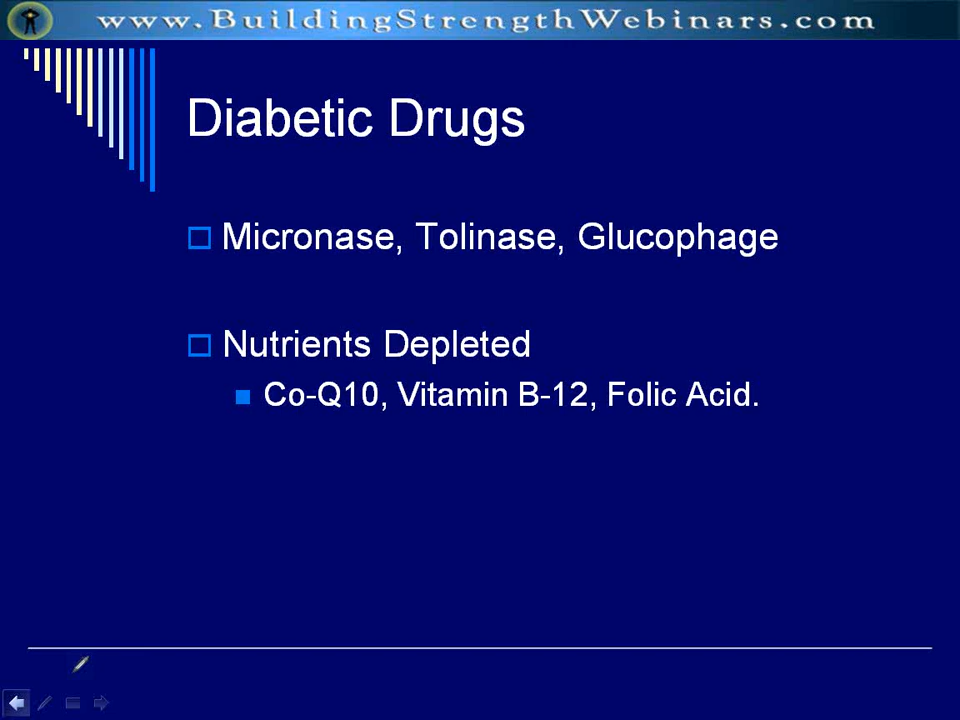 www.BuildingStrengthWebinars.com
Diabetic Drugs
Micronase, Tolinase, Glucophage
Nutrients Depleted
Co-Q10, Vitamin B-12, Folic Acid.